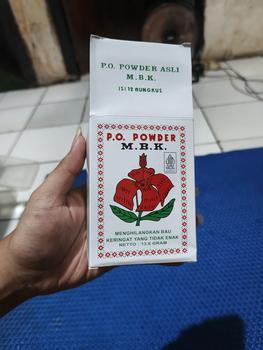 P.O. POWDER ASLI
M.B.K.
ISI 12 BUNGKUS
P.O. POWDER
M.B.K.
MENGHILANGKAN BAU
KERINGAT YANG TIDAK ENAK
NETTO : 13.5 GRAM